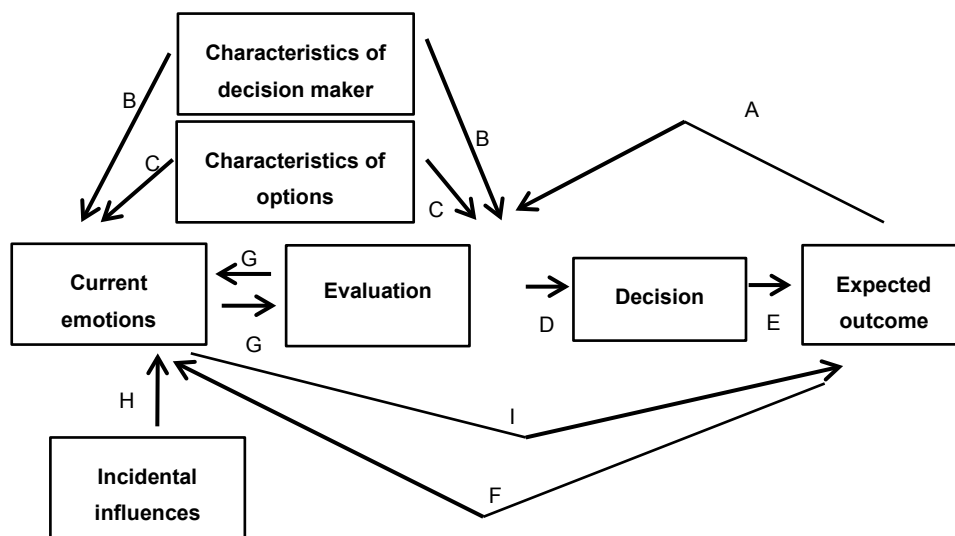 Characteristics of
decision maker
A
B
B
Characteristics of
options
C
C
Current
emotions
G
G
Evaluation
D
Decision
E
Expected
outcome
H
I
F
Incidental
influences